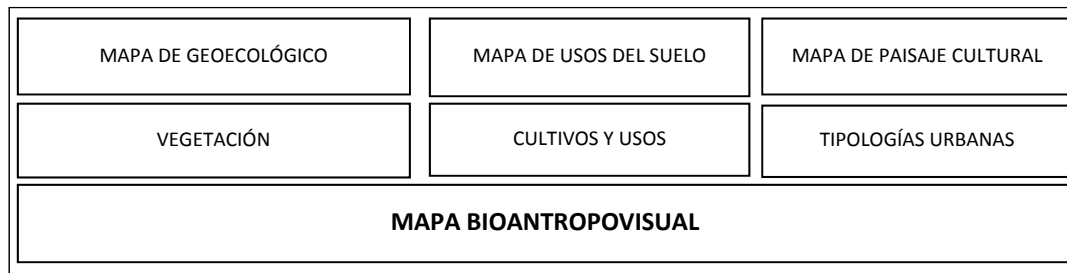 MAPA DE GEOECOLÓGICO
MAPA DE USOS DEL SUELO
MAPA DE PAISAJE CULTURAL
VEGETACIÓN
CULTIVOS Y USOS
TIPOLOGÍAS URBANAS
MAPA BIOANTROPOVISUAL